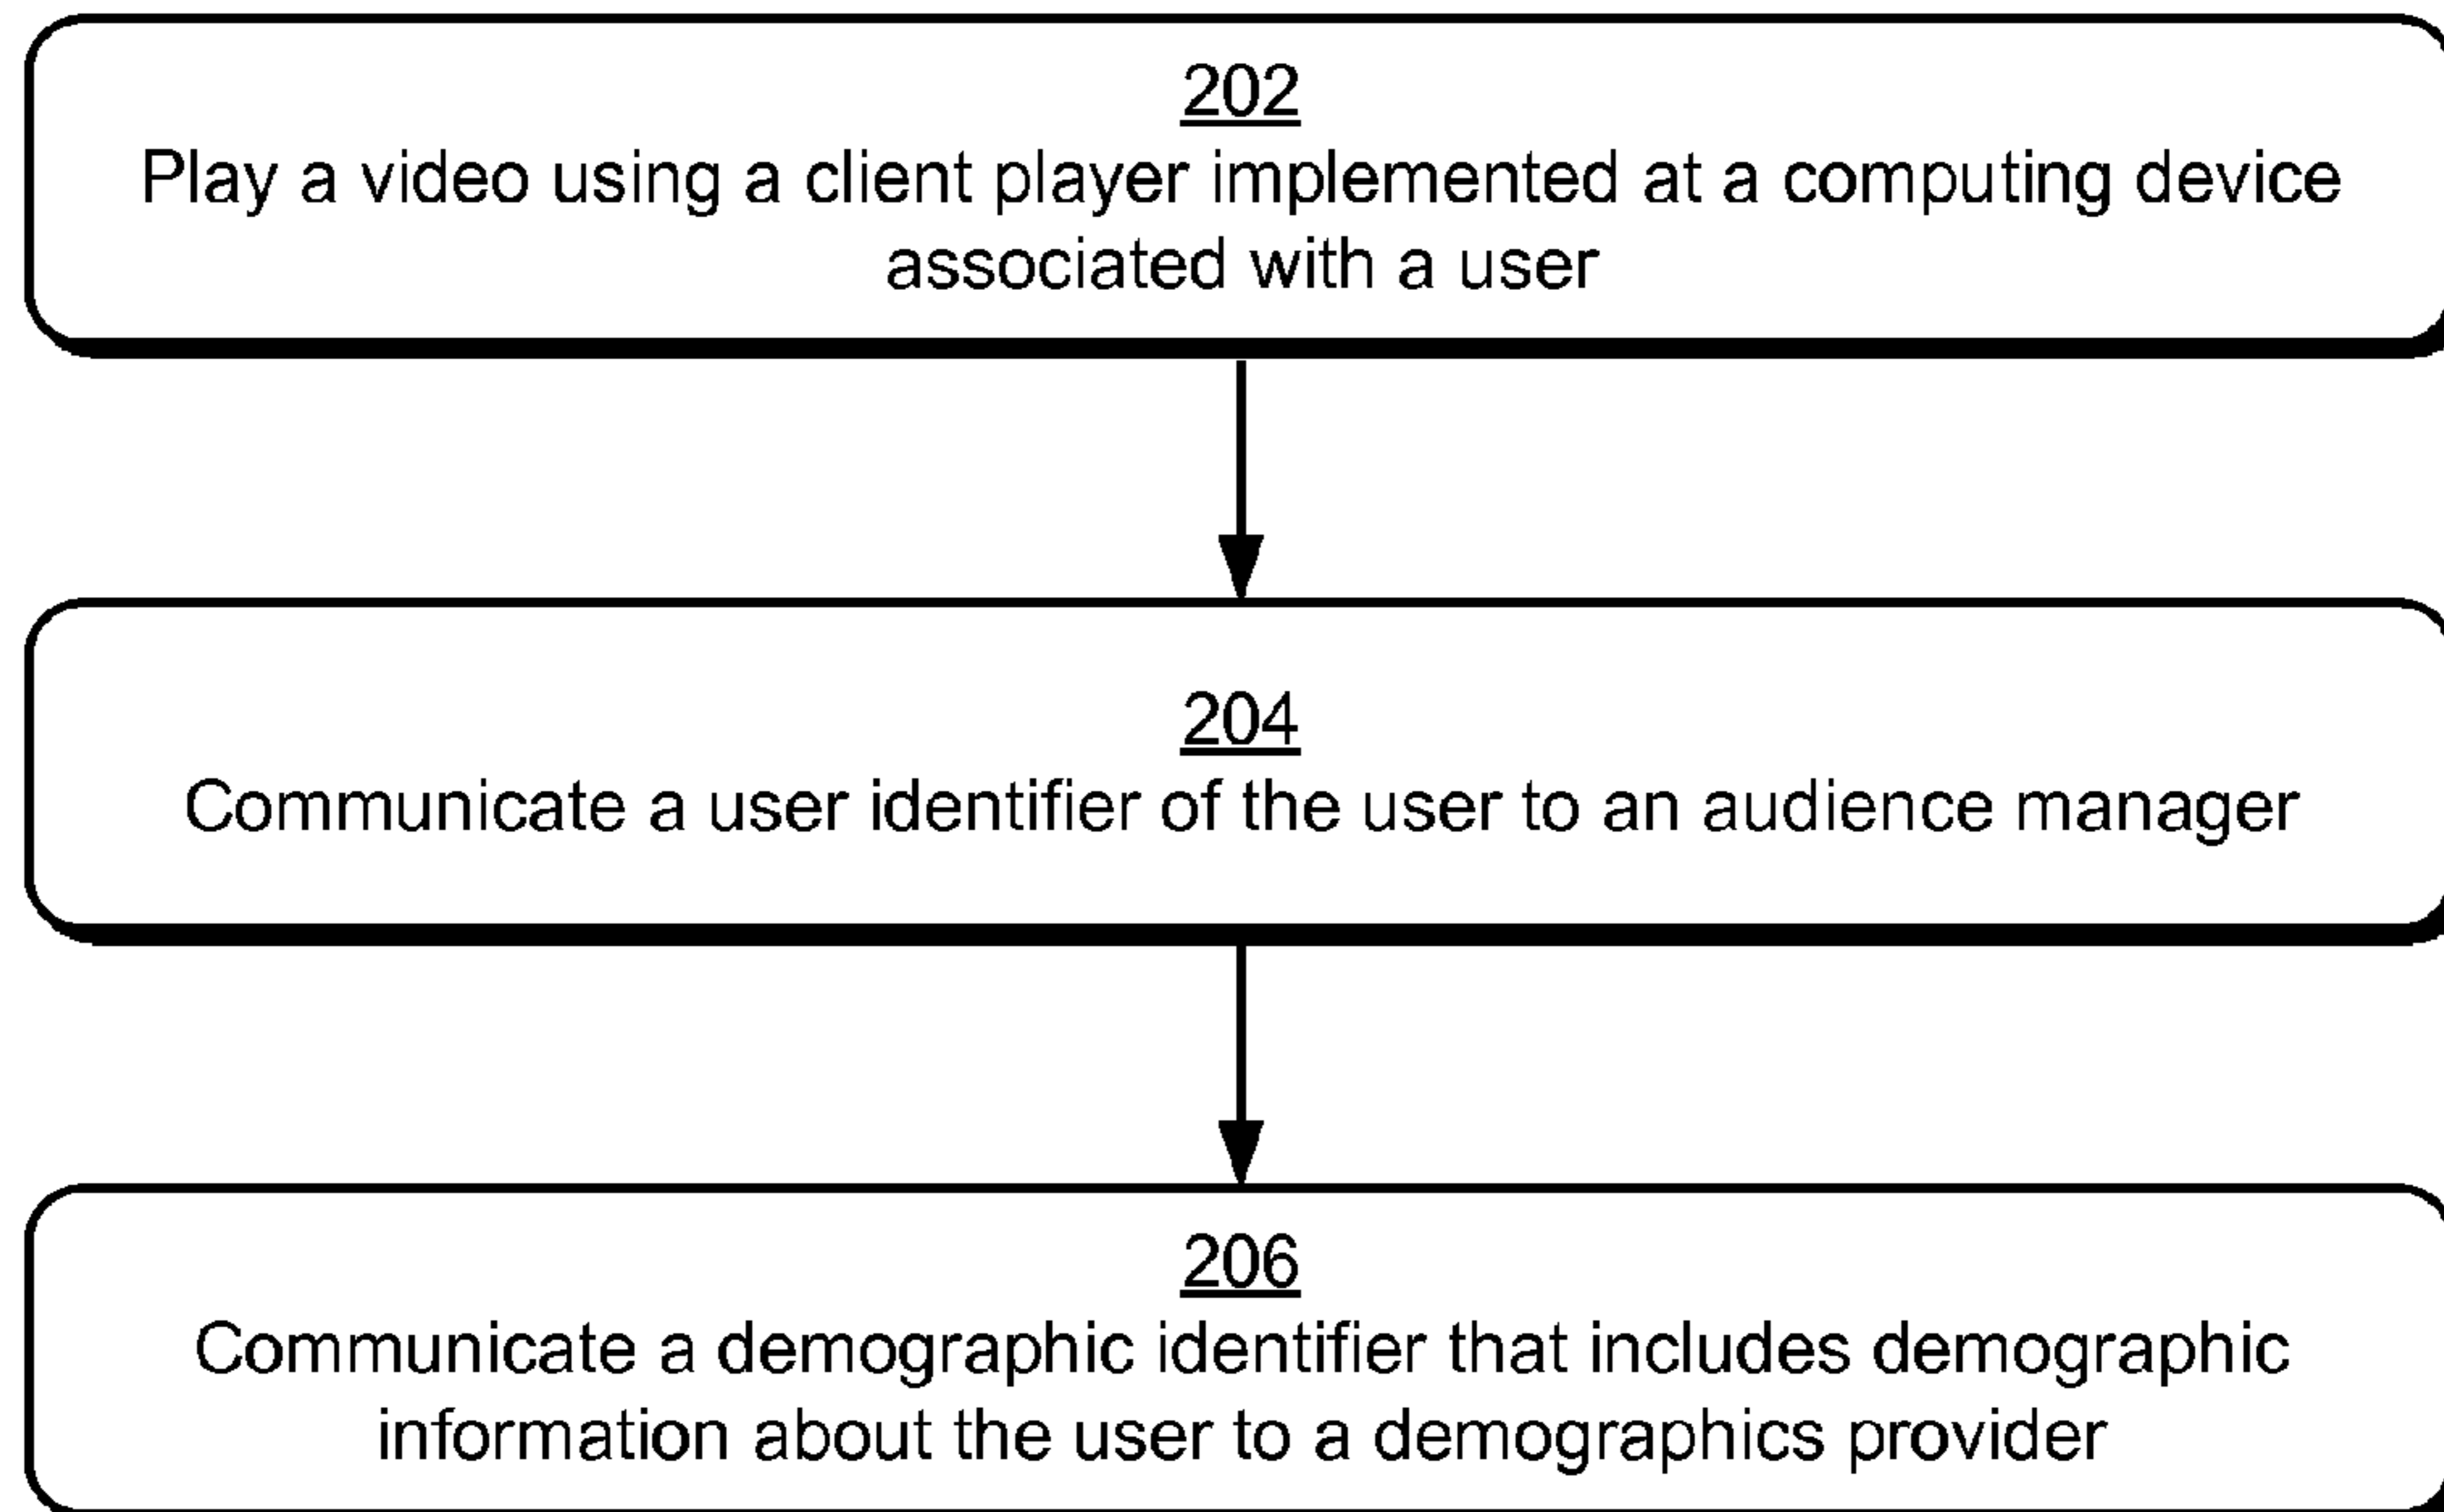 202
Play a video using a client player implemented at a computing device
associated with a user
204
Communicate a user identifier of the user to an audience manager
206
Communicate a demographic identifier that includes demographic
information about the user to a demographics provider